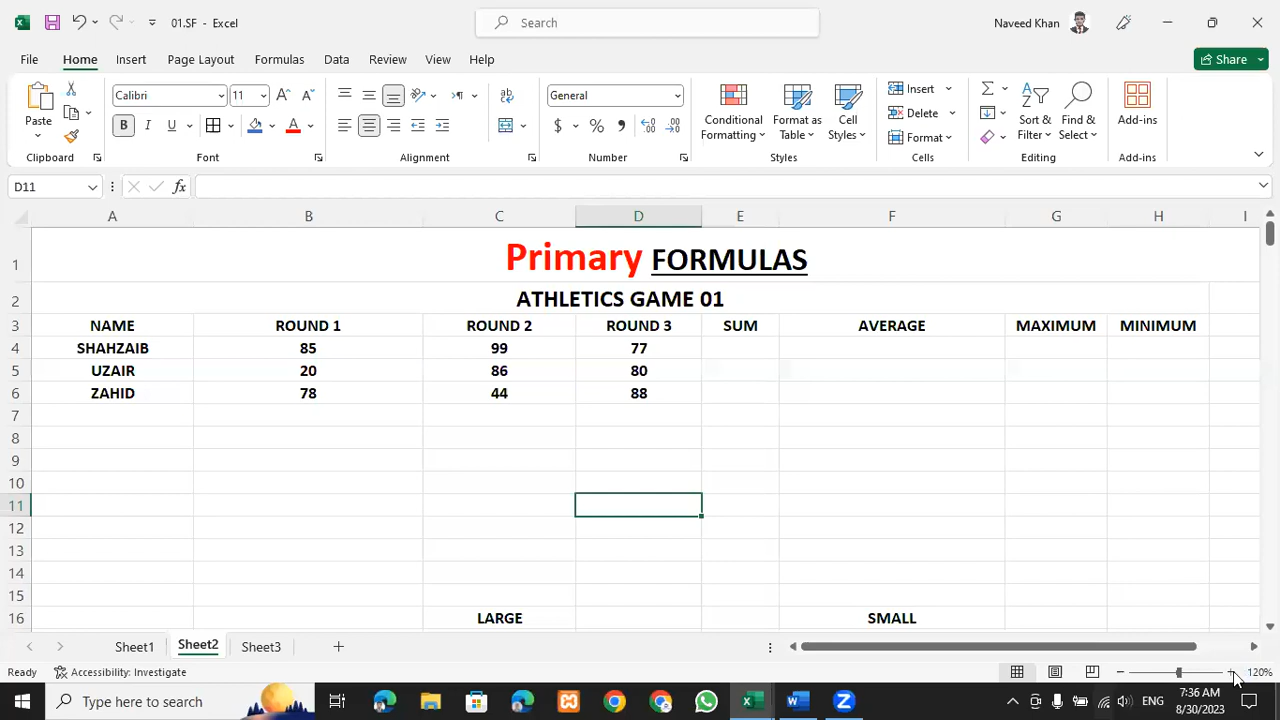 01.SF - Excel
Search
Naveed Khan
File Home Insert Page Layout Formulas Data Review View Help
Share
Paste
Calibri 11
B I U
A A
ab
General
$ % 9
Conditional Formatting
Format as Table
Cell Styles
Insert
Delete
Format
Sort & Filter
Find & Select
Add-ins
Clipboard Font Alignment Number Styles Cells Editing Add-ins
D11 fx
A B C D E F G H I
1 Primary FORMULAS
2 ATHLETICS GAME 01
3 NAME ROUND 1 ROUND 2 ROUND 3 SUM AVERAGE MAXIMUM MINIMUM
4 SHAHZAIB 85 99 77
5 UZAIR 20 86 80
6 ZAHID 78 44 88
7
8
9
10
11
12
13
14
15
16 LARGE SMALL
Sheet1 Sheet2 Sheet3
Ready Accessibility: Investigate 120%
Type here to search
ENG
7:36 AM
8/30/2023